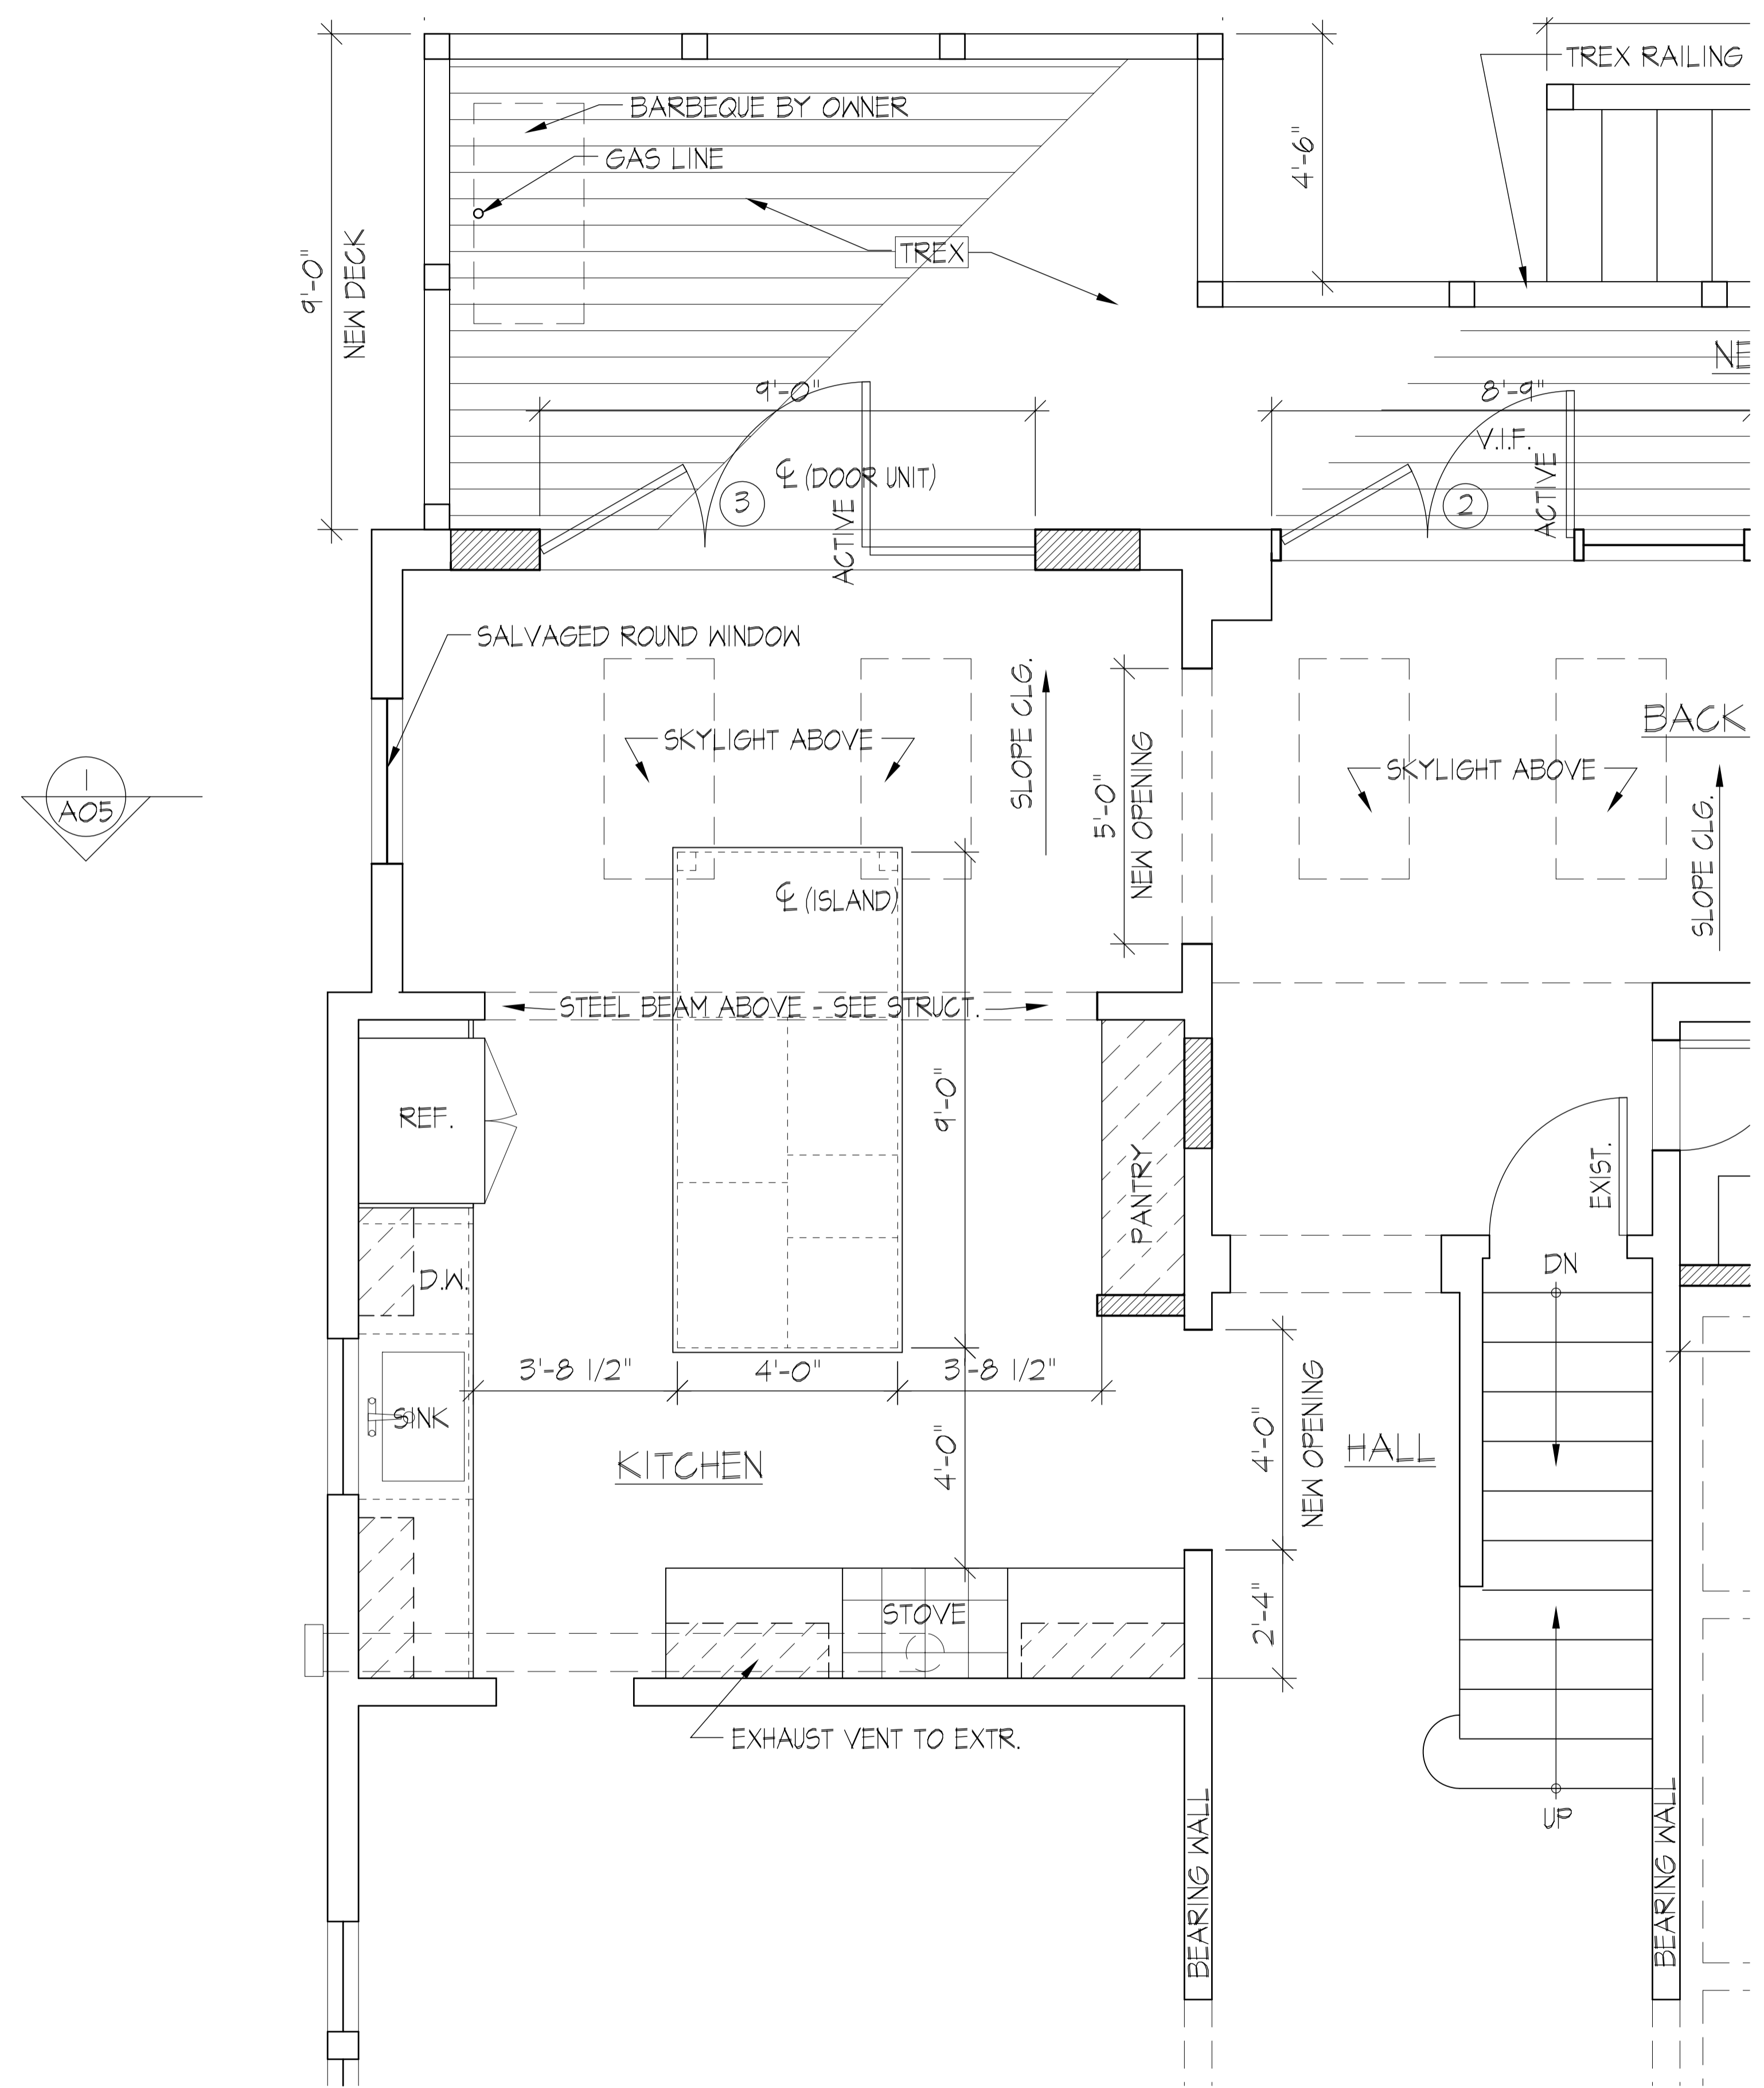 TREX RAILING
BARBEQUE BY OWNER
GAS LINE
4'-6"
TREX
9'-0"
NEW DECK
NE
9'-0"
8'-9"
V.I.F.
℄ (DOOR UNIT)
3
2
ACTIVE
ACTIVE
SALVAGED ROUND WINDOW
SLOPE CLG.
SKYLIGHT ABOVE
BACK
SKYLIGHT ABOVE
5'-0"
NEW OPENING
1
A05
SLOPE CLG.
℄ (ISLAND)
STEEL BEAM ABOVE - SEE STRUCT.
REF.
9'-0"
PANTRY
EXIST.
D.W.
DN
3'-8 1/2"
4'-0"
3'-8 1/2"
SINK
KITCHEN
4'-0"
4'-0"
NEW OPENING
HALL
STOVE
2'-4"
EXHAUST VENT TO EXTR.
UP
BEARING WALL
BEARING WALL